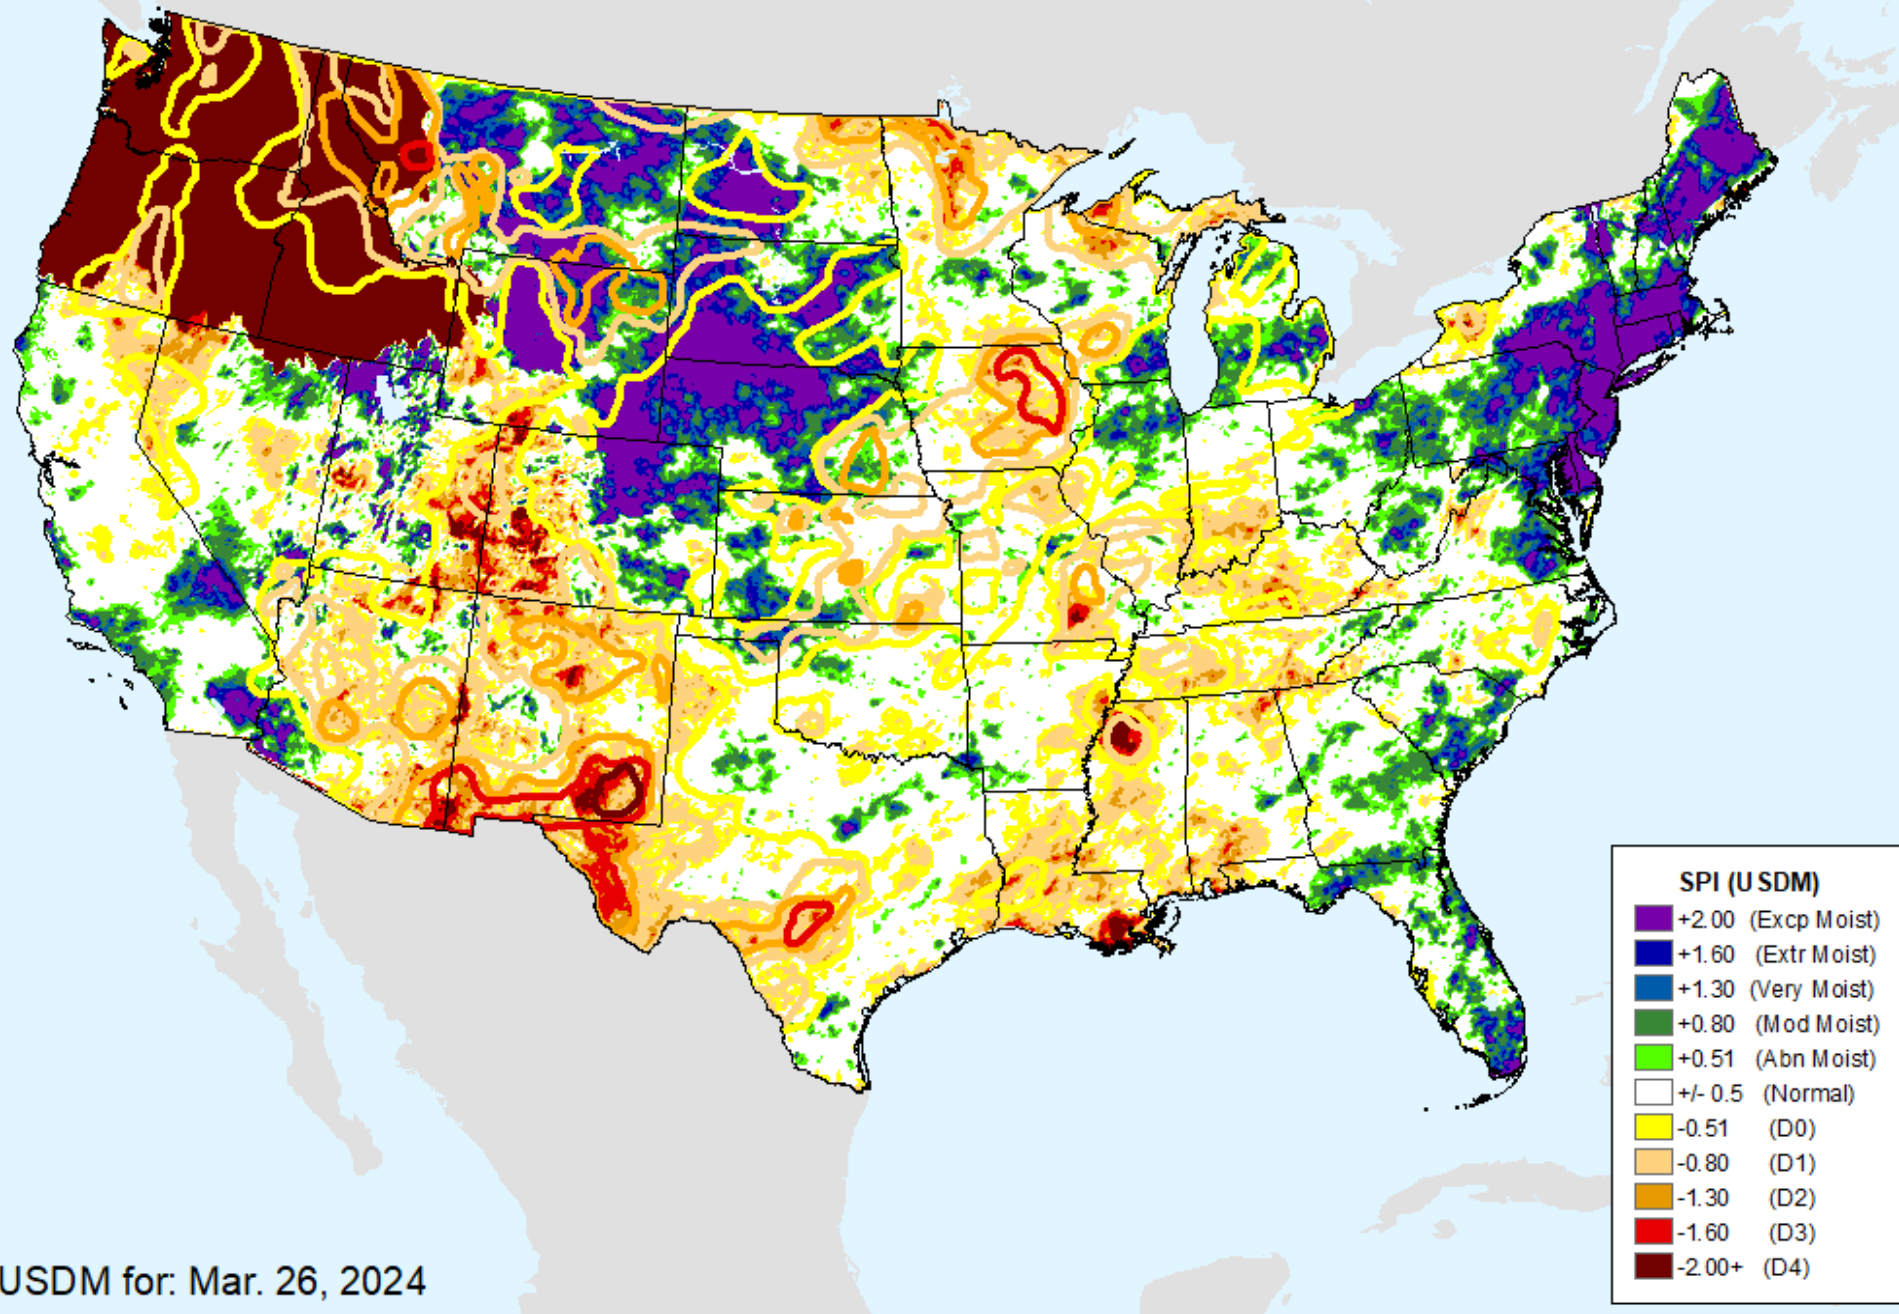 SPI (USDM)
+2.00 (Excp Moist)
+1.60 (Extr Moist)
+1.30 (Very Moist)
+0.80 (Mod Moist)
+0.51 (Abn Moist)
+/- 0.5 (Normal)
-0.51 (D0)
-0.80 (D1)
-1.30 (D2)
-1.60 (D3)
-2.00+ (D4)
USDM for: Mar. 26, 2024